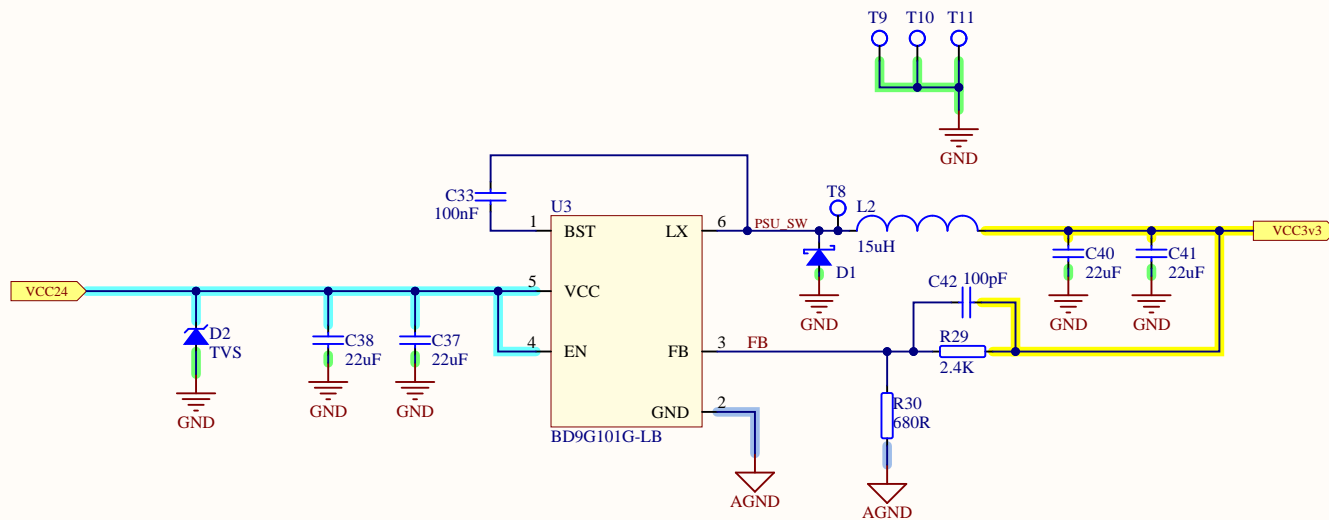 T9 T10 T11
GND
C33
100nF
U3
1 BST LX 6
PSU_SW
T8
L2
15uH
VCC3v3
D1
GND
C40
22uF
GND
C41
22uF
GND
VCC24
5 VCC
C42 100pF
D2
TVS
GND
C38
22uF
GND
C37
22uF
GND
4 EN FB 3
FB
R29
2.4K
GND 2
R30
680R
BD9G101G-LB
AGND
AGND